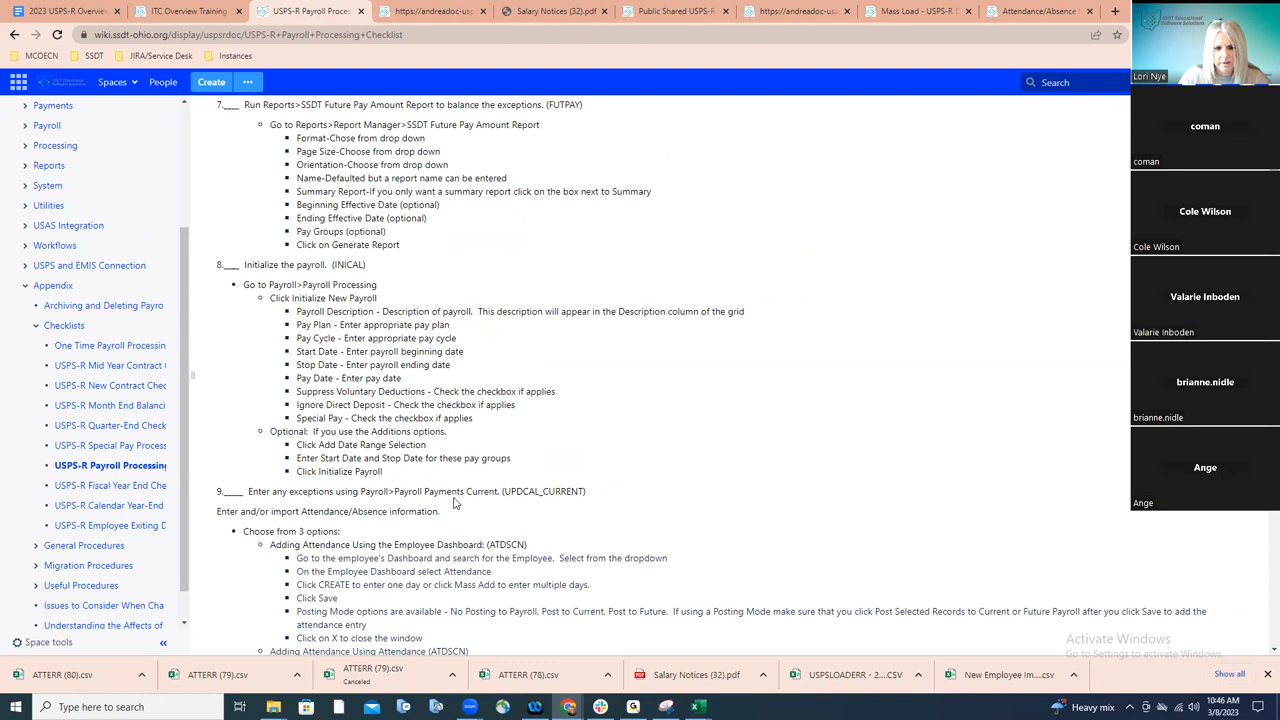 2023 USPS-R Overview
ITC Overview Training
USPS-R Payroll Proces
https://andreadoc-artg
Salary Notices (32).pdf
Public Shared USPS-R
https://andreadoc-artg
Mass Load - USPS-R D
Attendance/Absence
wiki.ssdt-ohio.org/display/uspsrdoc/USPS-R+Payroll+Processing+Checklist
MCOECN
SSDT
JIRA/Service Desk
Instances
Spaces
People
Create
Search
Payments
Payroll
Processing
Reports
System
Utilities
USAS Integration
Workflows
USPS and EMIS Connection
Appendix
Archiving and Deleting Payro
Checklists
One Time Payroll Processin
USPS-R Mid Year Contract
USPS-R New Contract Chec
USPS-R Month End Balanci
USPS-R Quarter-End Check
USPS-R Special Pay Process
USPS-R Payroll Processing
USPS-R Fiscal Year End Che
USPS-R Calendar Year-End
USPS-R Employee Exiting D
General Procedures
Migration Procedures
Useful Procedures
Issues to Consider When Cha
Understanding the Affects of
Space tools
7.____ Run Reports>SSDT Future Pay Amount Report to balance the exceptions. (FUTPAY)
Go to Reports>Report Manager>SSDT Future Pay Amount Report
Format-Chose from drop down
Page Size-Choose from drop down
Orientation-Choose from drop down
Name-Defaulted but a report name can be entered
Summary Report-If you only want a summary report click on the box next to Summary
Beginning Effective Date (optional)
Ending Effective Date (optional)
Pay Groups (optional)
Click on Generate Report
8.____ Initialize the payroll. (INICAL)
Go to Payroll>Payroll Processing
Click Initialize New Payroll
Payroll Description - Description of payroll. This description will appear in the Description column of the grid
Pay Plan - Enter appropriate pay plan
Pay Cycle - Enter appropriate pay cycle
Start Date - Enter payroll beginning date
Stop Date - Enter payroll ending date
Pay Date - Enter pay date
Suppress Voluntary Deductions - Check the checkbox if applies
Ignore Direct Deposit - Check the checkbox if applies
Special Pay - Check the checkbox if applies
Optional: If you use the Additions options.
Click Add Date Range Selection
Enter Start Date and Stop Date for these pay groups
Click Initialize Payroll
9._____ Enter any exceptions using Payroll>Payroll Payments Current. (UPDCAL_CURRENT)
Enter and/or import Attendance/Absence information.
Choose from 3 options:
Adding Attendance Using the Employee Dashboard: (ATDSCN)
Go to the employee's Dashboard and search for the Employee. Select from the dropdown
On the Employee Dashboard select Attendance
Click CREATE to enter one day or click Mass Add to enter multiple days.
Click Save
Posting Mode options are available - No Posting to Payroll, Post to Current, Post to Future. If using a Posting Mode make sure that you click Post Selected Records to Current or Future Payroll after you click Save to add the
attendance entry
Click on X to close the window
Adding Attendance Using Attendance (ATDSCN)
Lori Nye
coman
coman
Cole Wilson
Cole Wilson
Valarie Inboden
Valarie Inboden
brianne.nidle
brianne.nidle
Ange
Ange
Activate Windows
Go to Settings to activate Windows.
ATTERR (80).csv
ATTERR (79).csv
ATTERR (79).csv
Canceled
ATTERR (78).csv
Salary Notices (32).pdf
USPSLOADERR - 2....CSV
New Employee Im....csv
Show all
Type here to search
Heavy mix...
10:46 AM
3/8/2023